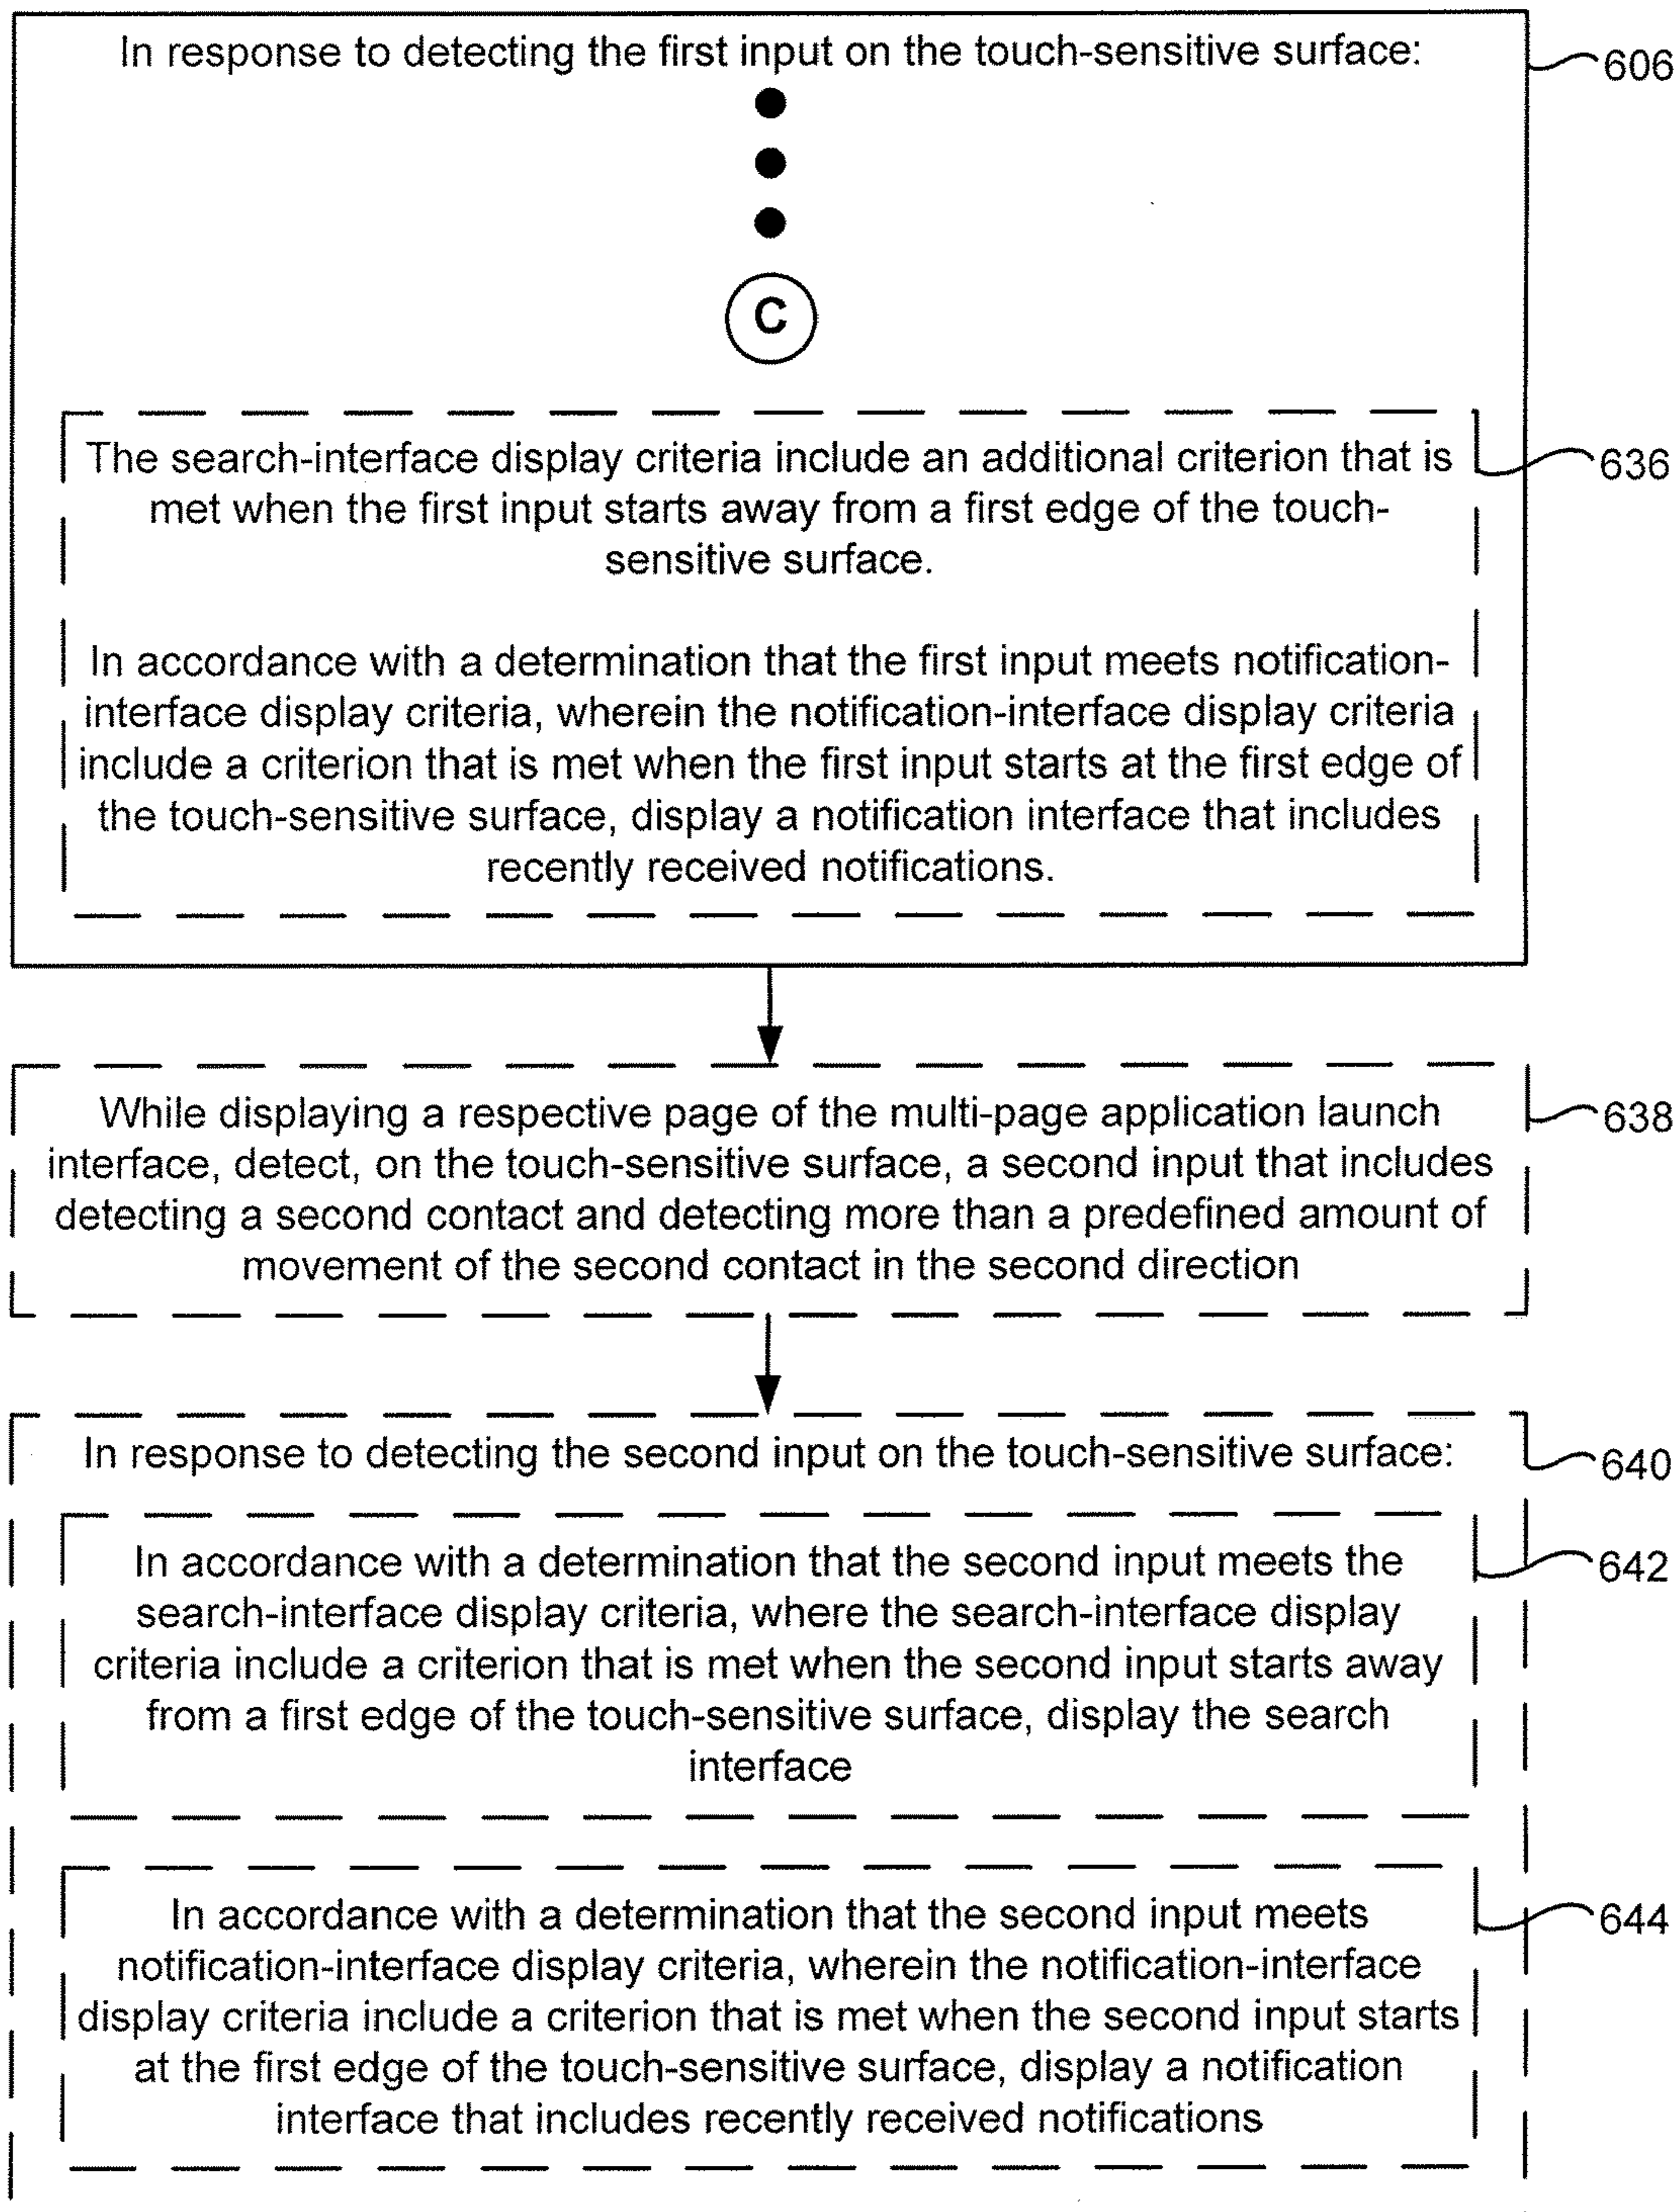 In response to detecting the first input on the touch-sensitive surface:
606
C
The search-interface display criteria include an additional criterion that is
636
met when the first input starts away from a first edge of the touch-
sensitive surface.
In accordance with a determination that the first input meets notification-
interface display criteria, wherein the notification-interface display criteria
include a criterion that is met when the first input starts at the first edge of
the touch-sensitive surface, display a notification interface that includes
recently received notifications.
While displaying a respective page of the multi-page application launch
638
interface, detect, on the touch-sensitive surface, a second input that includes
detecting a second contact and detecting more than a predefined amount of
movement of the second contact in the second direction
In response to detecting the second input on the touch-sensitive surface:
640
In accordance with a determination that the second input meets the
642
search-interface display criteria, where the search-interface display
criteria include a criterion that is met when the second input starts away
from a first edge of the touch-sensitive surface, display the search
interface
In accordance with a determination that the second input meets
644
notification-interface display criteria, wherein the notification-interface
display criteria include a criterion that is met when the second input starts
at the first edge of the touch-sensitive surface, display a notification
interface that includes recently received notifications